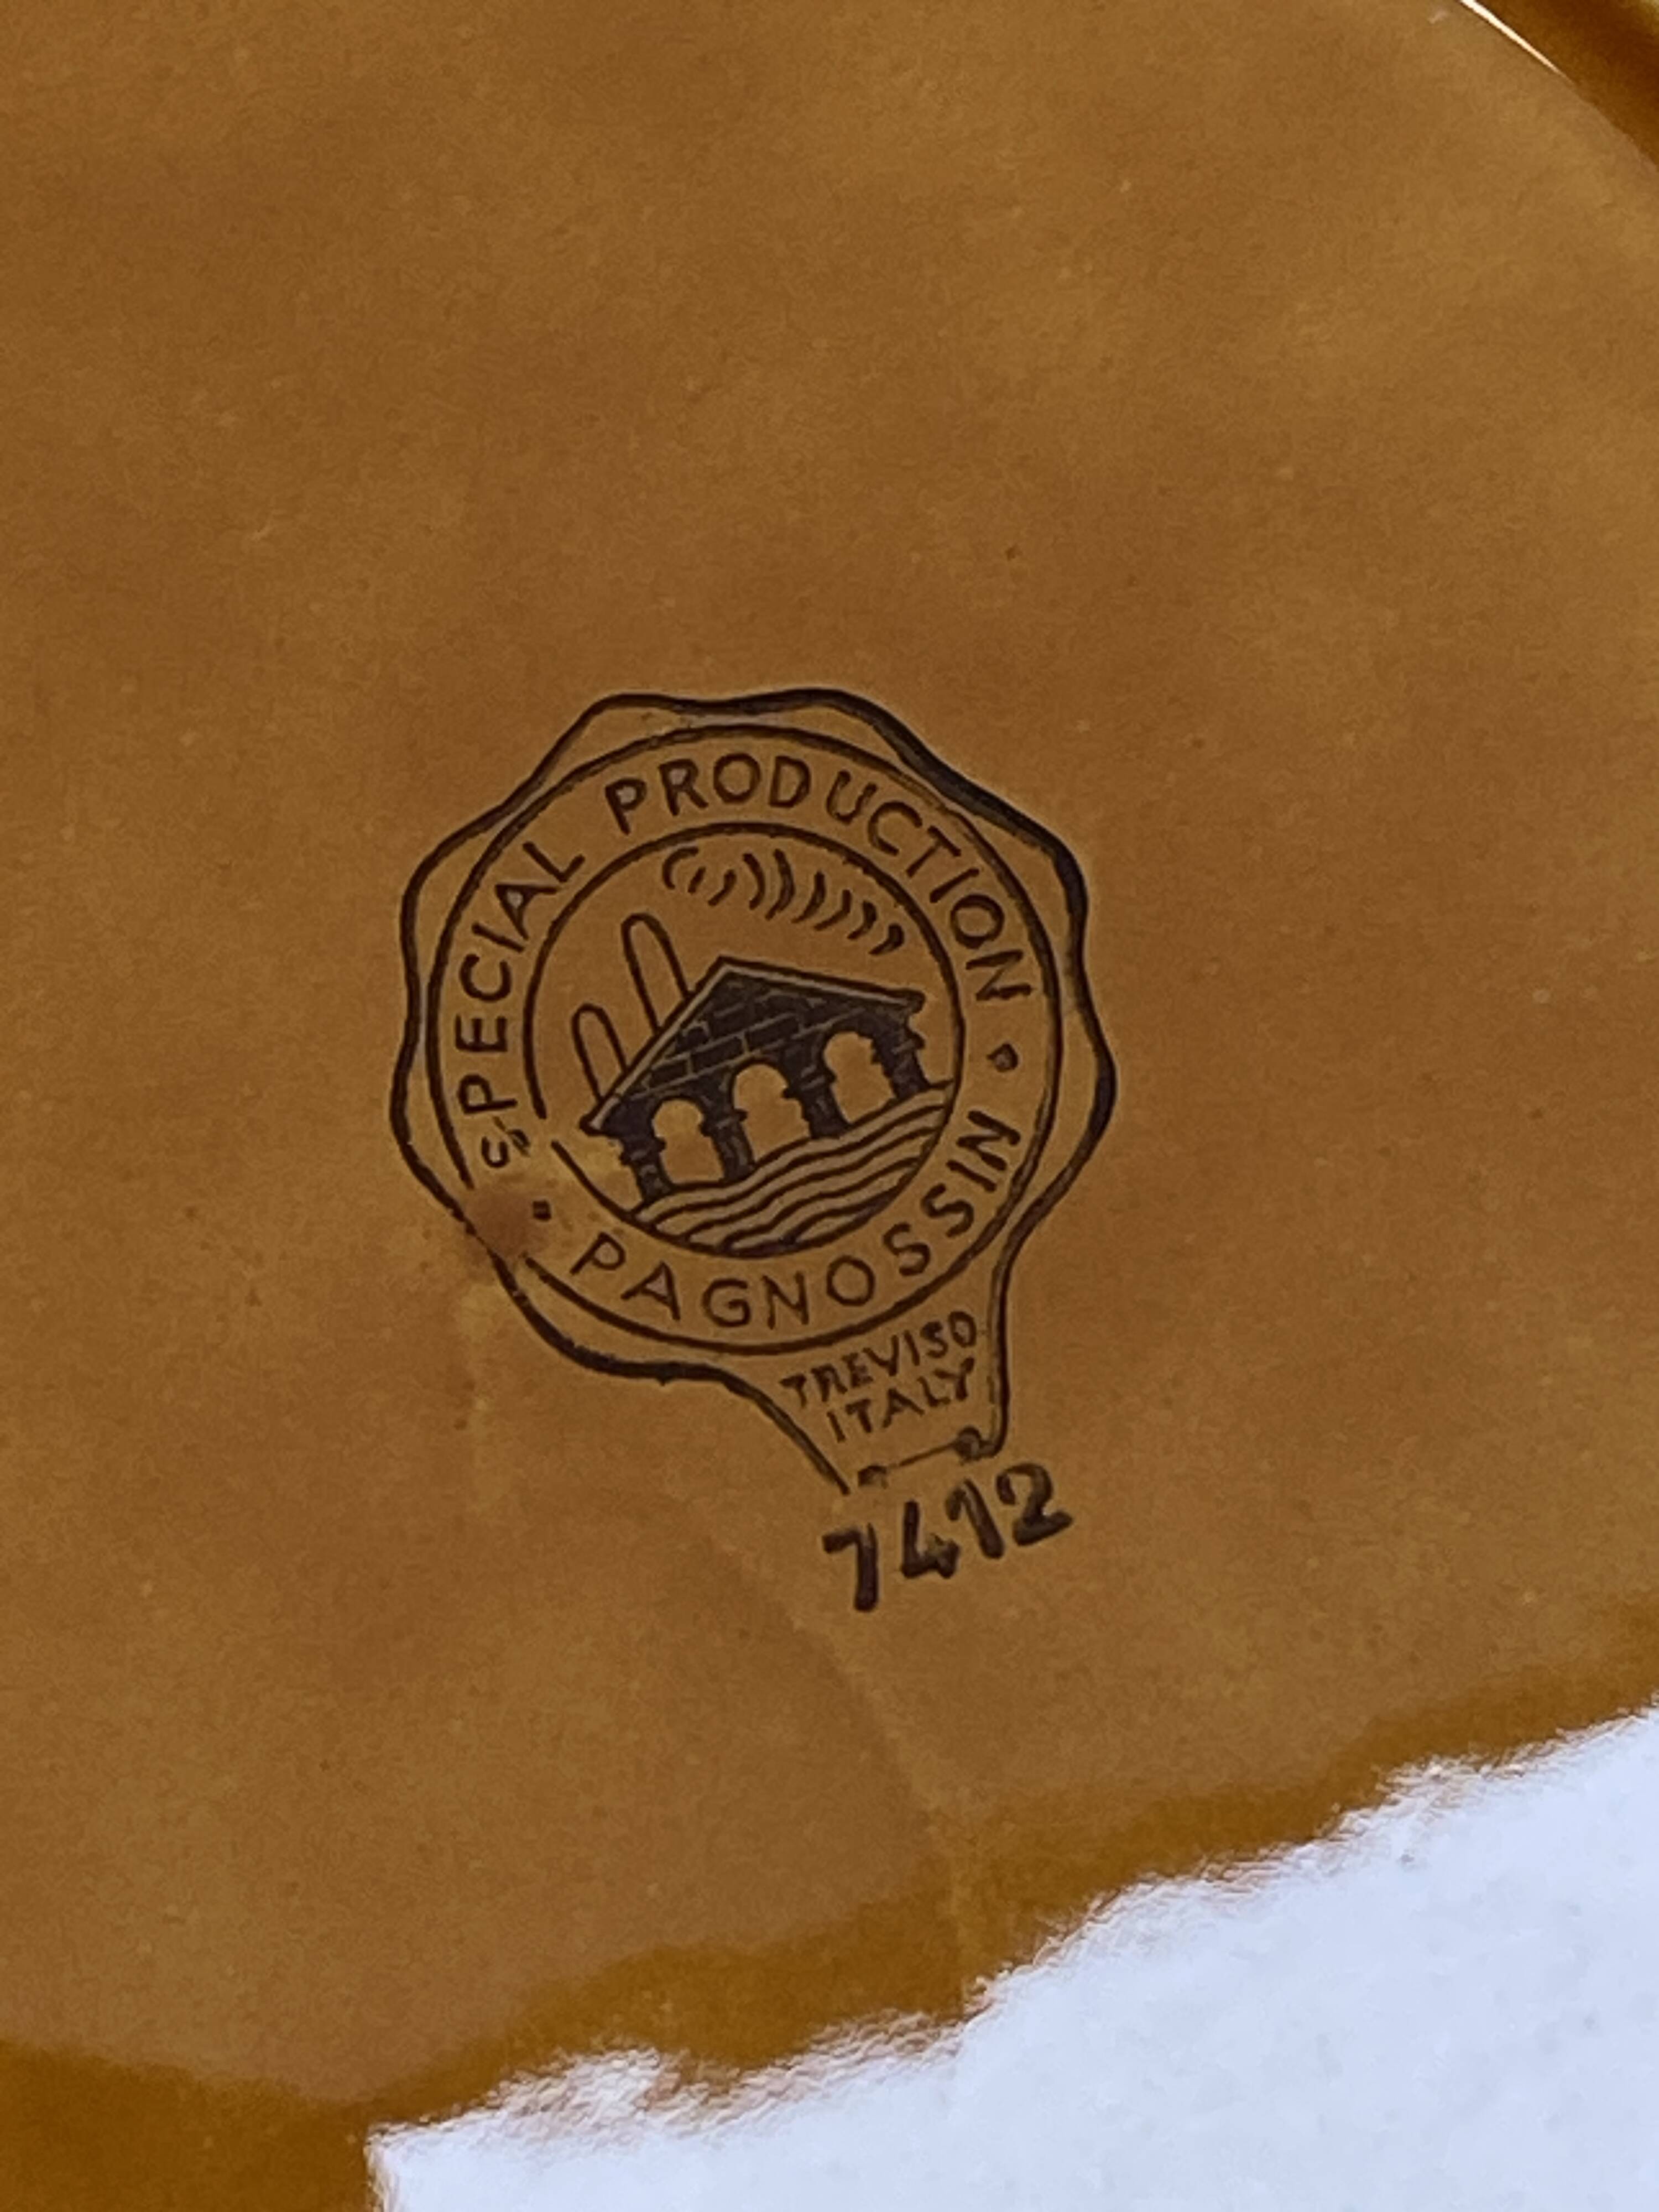 SPECIAL PRODUCTION
• PAGNOSSIN •
TREVISO
ITALY
7412